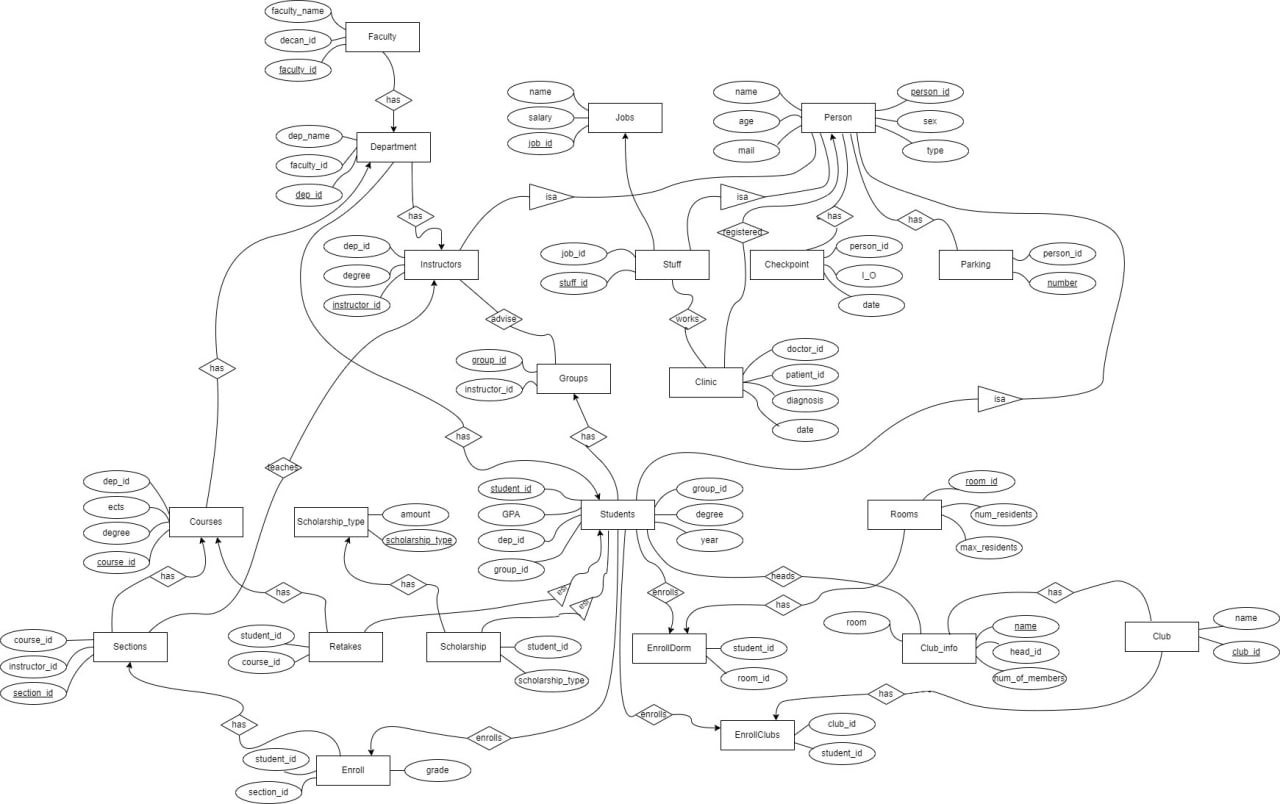 faculty_name
decan_id
faculty_id
Faculty
has
dep_name
faculty_id
dep_id
Department
has
dep_id
degree
instructor_id
Instructors
name
salary
job_id
Jobs
name
age
mail
Person
person_id
sex
type
isa
isa
registered
has
has
job_id
stuff_id
Stuff
Checkpoint
person_id
I_O
date
Parking
person_id
number
advise
works
has
group_id
instructor_id
Groups
Clinic
doctor_id
patient_id
diagnosis
date
isa
has
has
teaches
dep_id
ects
degree
course_id
Courses
Scholarship_type
amount
scholarship_type
student_id
GPA
dep_id
group_id
Students
group_id
degree
year
Rooms
room_id
num_residents
max_residents
has
has
has
isa
isa
enrolls
heads
has
has
course_id
instructor_id
section_id
Sections
student_id
course_id
Retakes
Scholarship
student_id
scholarship_type
EnrollDorm
student_id
room_id
room
Club_info
name
head_id
num_of_members
Club
name
club_id
has
enrolls
enrolls
has
EnrollClubs
club_id
student_id
student_id
section_id
Enroll
grade